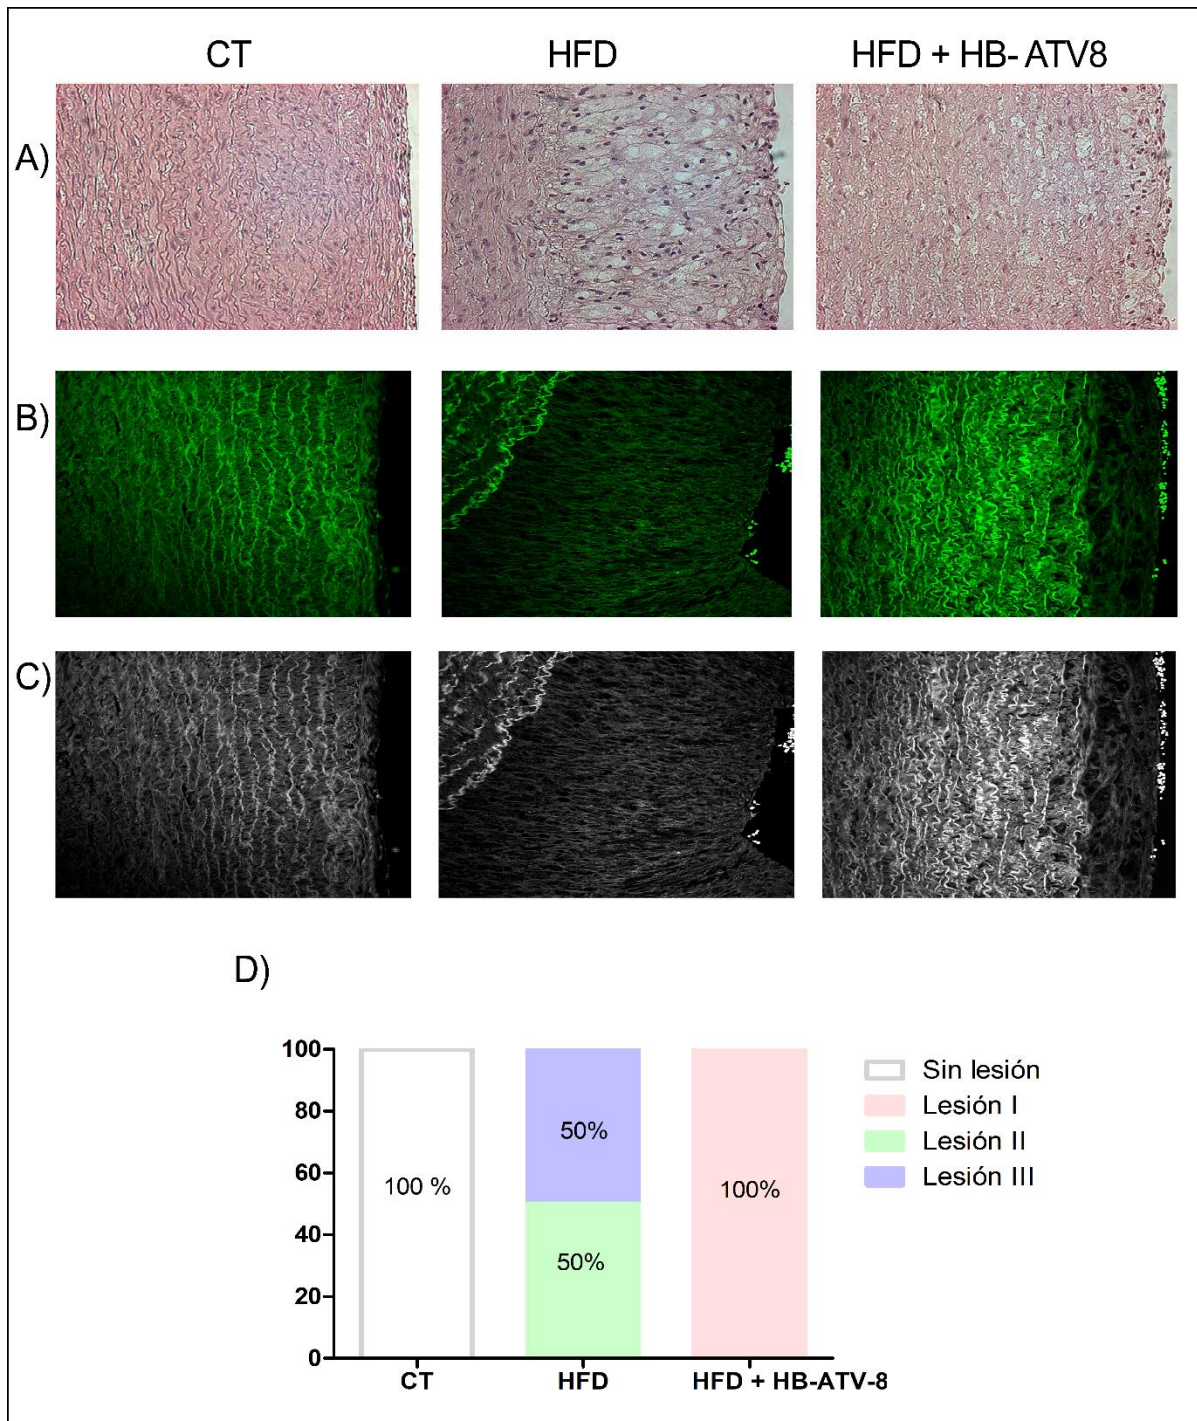 CT HFD HFD + HB- ATV8
A)
B)
C)
D)
100
80
60
40
20
0
100 %
50%
50%
100%
Sin lesión
Lesión I
Lesión II
Lesión III
CT HFD HFD + HB-ATV-8